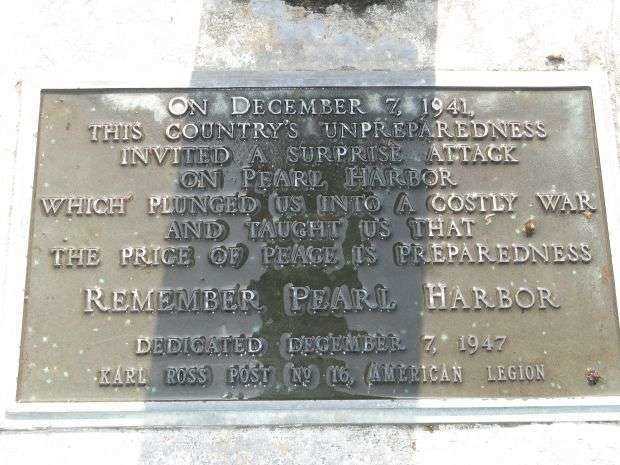 ON DECEMBER 7, 1941,
THIS COUNTRY'S UNPREPAREDNESS
INVITED A SURPRISE ATTACK
ON PEARL HARBOR
WHICH PLUNGED US INTO A COSTLY WAR
AND TAUGHT US THAT
THE PRICE OF PEACE IS PREPAREDNESS
REMEMBER PEARL HARBOR
DEDICATED DECEMBER 7, 1947
KARL ROSS POST No 16, AMERICAN LEGION